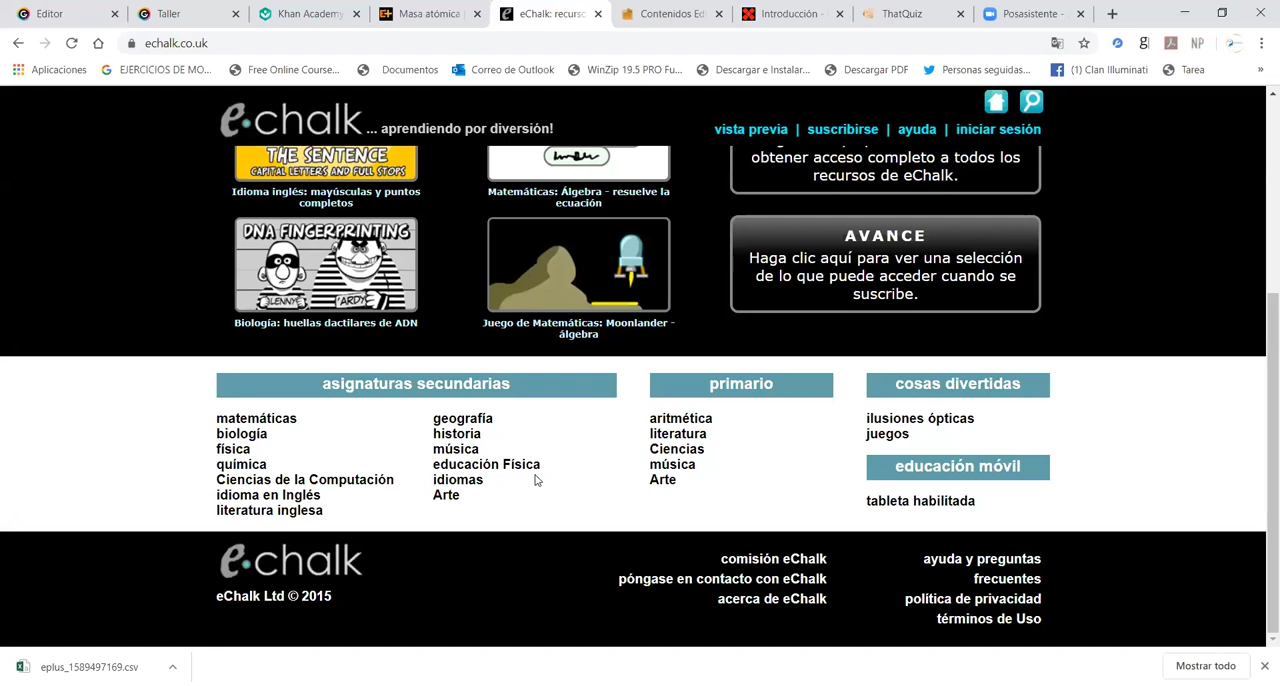 Editor
Taller
Khan Academy
Masa atómica
eChalk: recurso
Contenidos Ed
Introducción -
ThatQuiz
Posasistente -
echalk.co.uk
Aplicaciones
EJERCICIOS DE MO...
Free Online Course...
Documentos
Correo de Outlook
WinZip 19.5 PRO Fu...
Descargar e Instalar...
Descargar PDF
Personas seguidas...
(1) Clan Illuminati
Tarea
»
e·chalk ... aprendiendo por diversión!
vista previa | suscribirse | ayuda | iniciar sesión
THE SENTENCE
CAPITAL LETTERS AND FULL STOPS
Idioma inglés: mayúsculas y puntos
completos
Matemáticas: Álgebra - resuelve la
ecuación
obtener acceso completo a todos los
recursos de eChalk.
DNA FINGERPRINTING
LENNY
'ARDY
Biología: huellas dactilares de ADN
Juego de Matemáticas: Moonlander -
álgebra
AVANCE
Haga clic aquí para ver una selección
de lo que puede acceder cuando se
suscribe.
asignaturas secundarias
matemáticas
biología
física
química
Ciencias de la Computación
idioma en Inglés
literatura inglesa
geografía
historia
música
educación Física
idiomas
Arte
primario
aritmética
literatura
Ciencias
música
Arte
cosas divertidas
ilusiones ópticas
juegos
educación móvil
tableta habilitada
e·chalk
eChalk Ltd © 2015
comisión eChalk
póngase en contacto con eChalk
acerca de eChalk
ayuda y preguntas
frecuentes
política de privacidad
términos de Uso
eplus_1589497169.csv
Mostrar todo